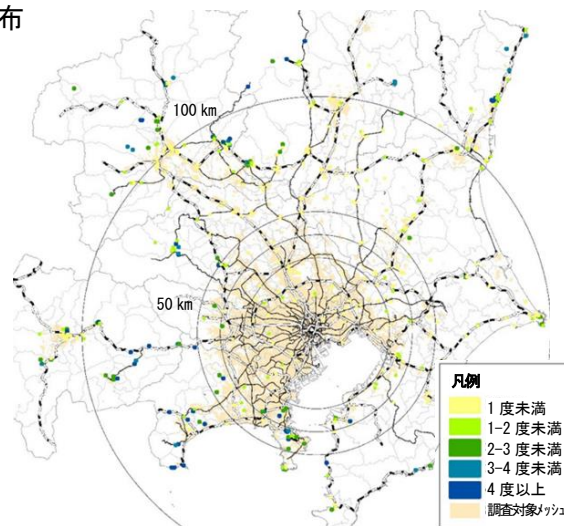 布
100 km
50 km
凡例
1 度未満
1-2 度未満
2-3 度未満
3-4 度未満
4 度以上
調査対象メッシュ